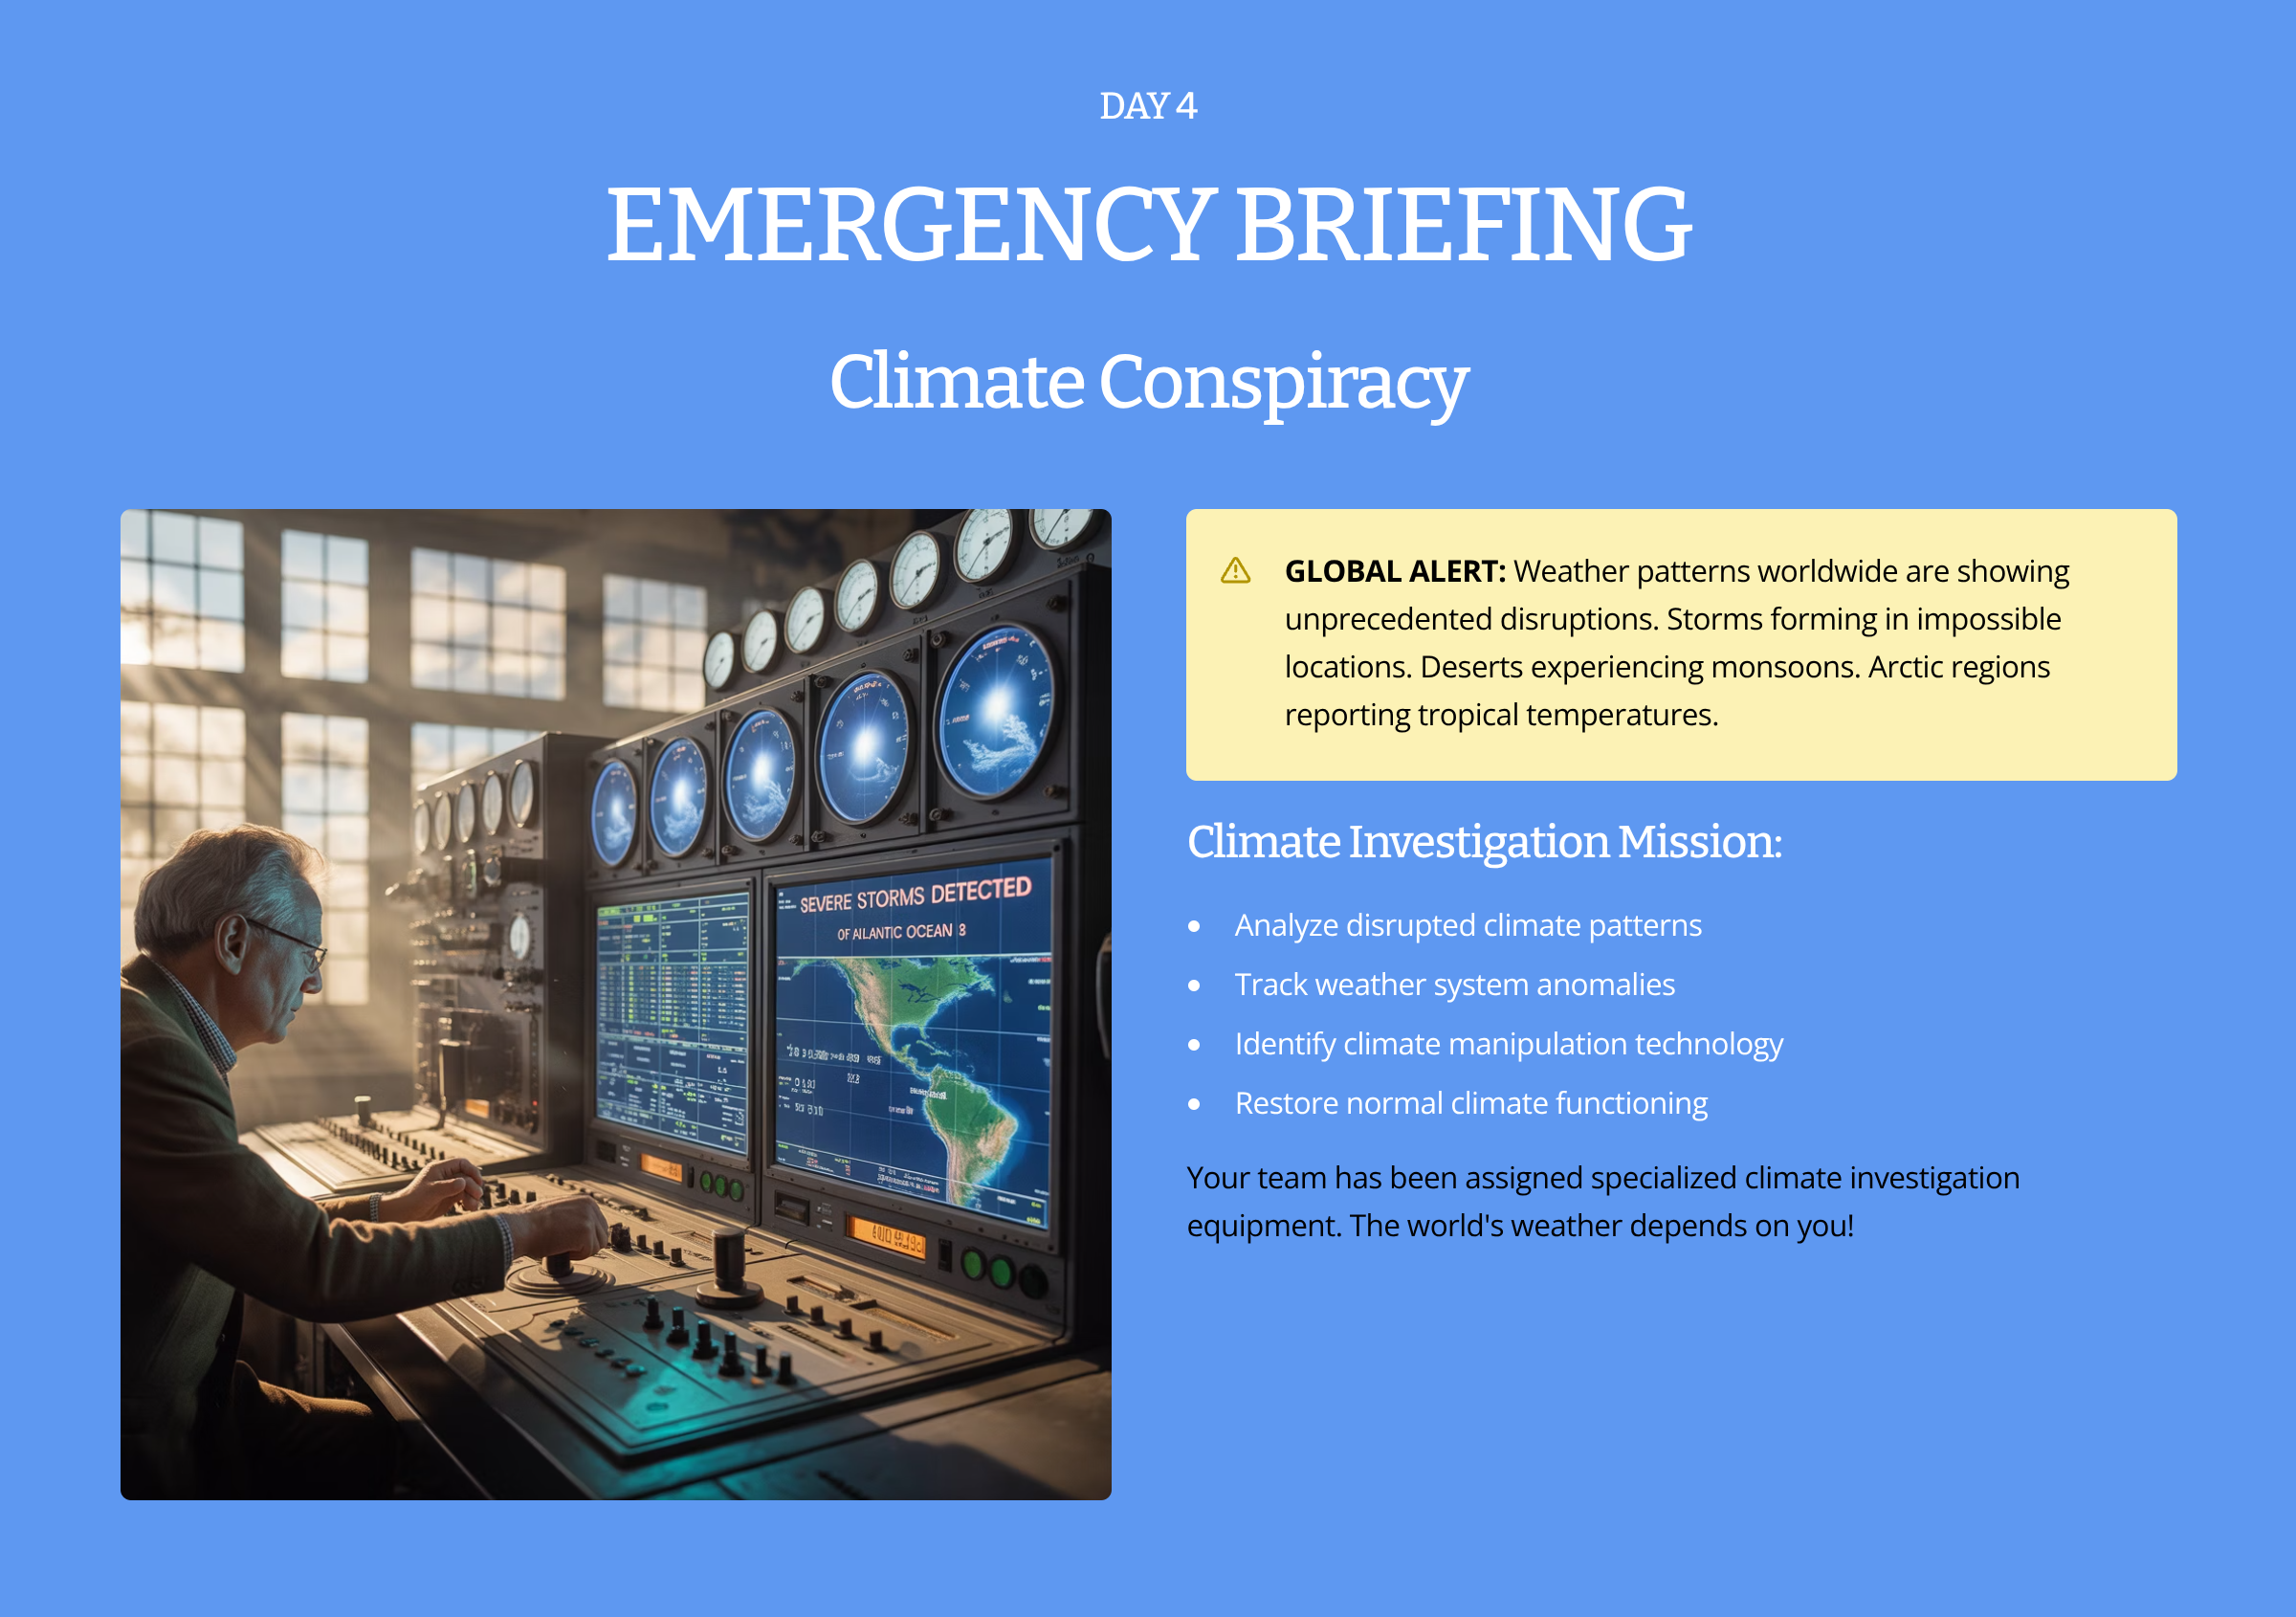 DAY 4
EMERGENCY BRIEFING
Climate Conspiracy
SEVERE STORMS DETECTED
OF AILANTIC OCEAN 8
GLOBAL ALERT: Weather patterns worldwide are showing
unprecedented disruptions. Storms forming in impossible
locations. Deserts experiencing monsoons. Arctic regions
reporting tropical temperatures.
Climate Investigation Mission:
• Analyze disrupted climate patterns
• Track weather system anomalies
• Identify climate manipulation technology
• Restore normal climate functioning
Your team has been assigned specialized climate investigation
equipment. The world's weather depends on you!